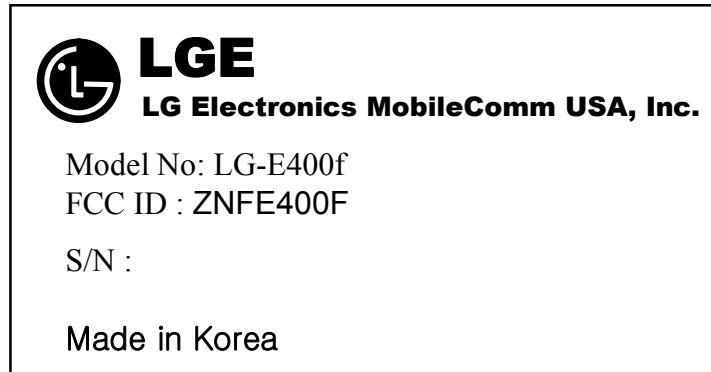 LGE
LG Electronics MobileComm USA, Inc.
Model No: LG-E400f
FCC ID : ZNFE400F
S/N :
Made in Korea